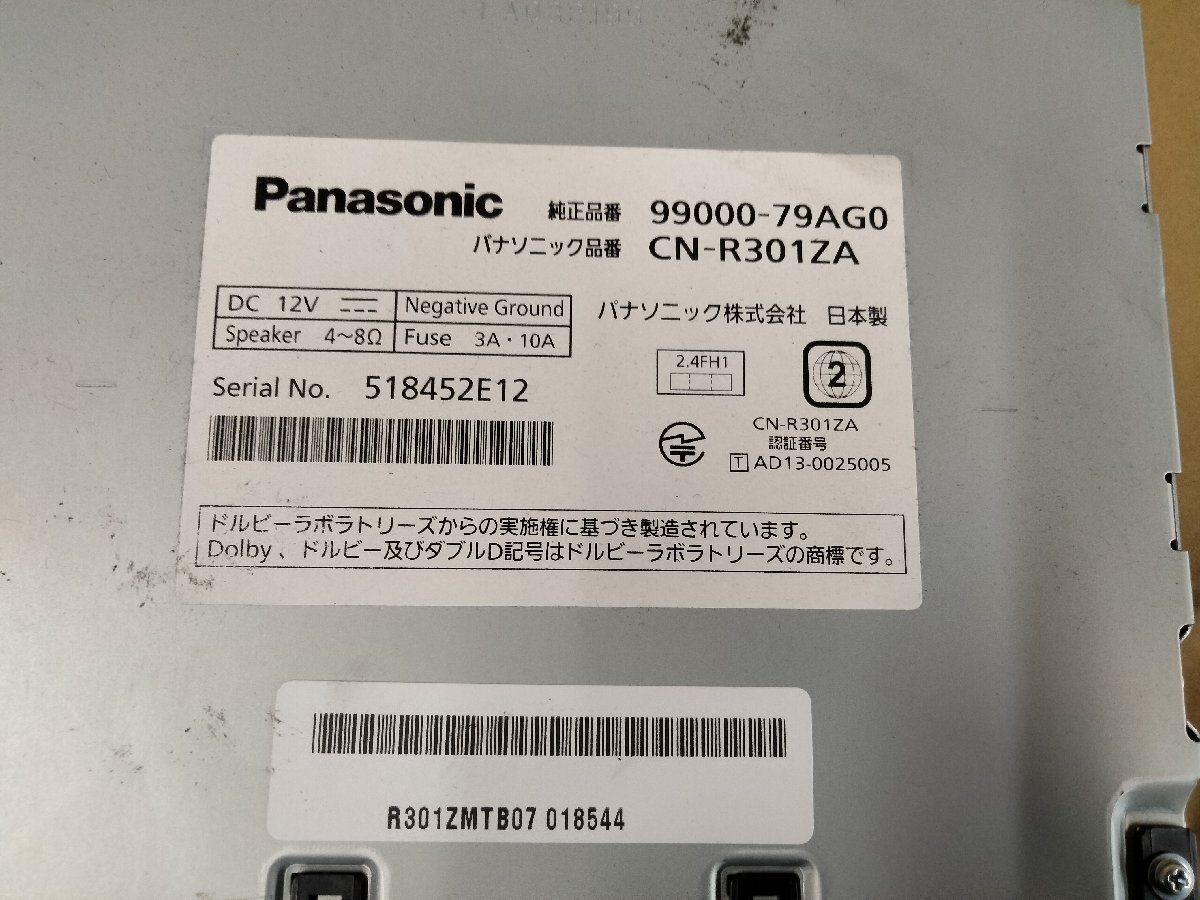 Panasonic 純正品番 99000-79AG0
パナソニック品番 CN-R301ZA
DC 12V Negative Ground
Speaker 4~8Ω Fuse 3A・10A
パナソニック株式会社 日本製
Serial No. 518452E12
2.4FH1
2
CN-R301ZA
認証番号
T AD13-0025005
ドルビーラボラトリーズからの実施権に基づき製造されています。
Dolby、ドルビー及びダブルD記号はドルビーラボラトリーズの商標です。
R301ZMTB07 018544